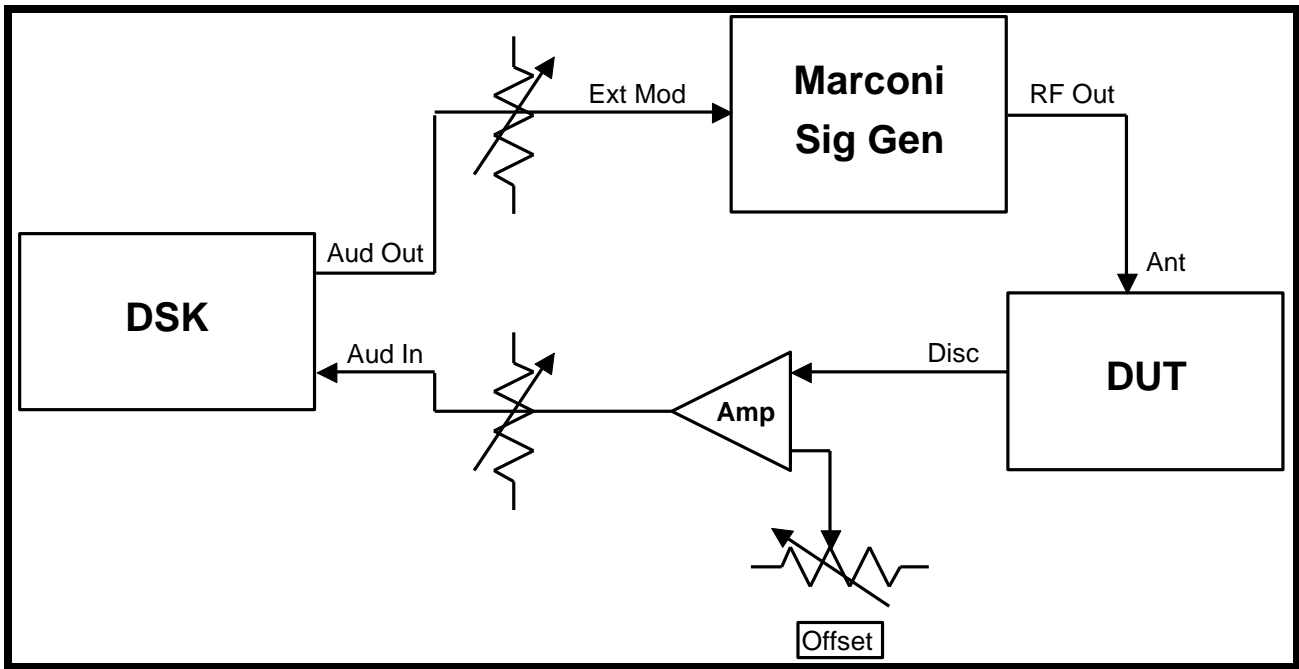 Marconi
Sig Gen
Ext Mod
RF Out
Aud Out
Ant
DSK
Aud In
Disc
DUT
Amp
Offset